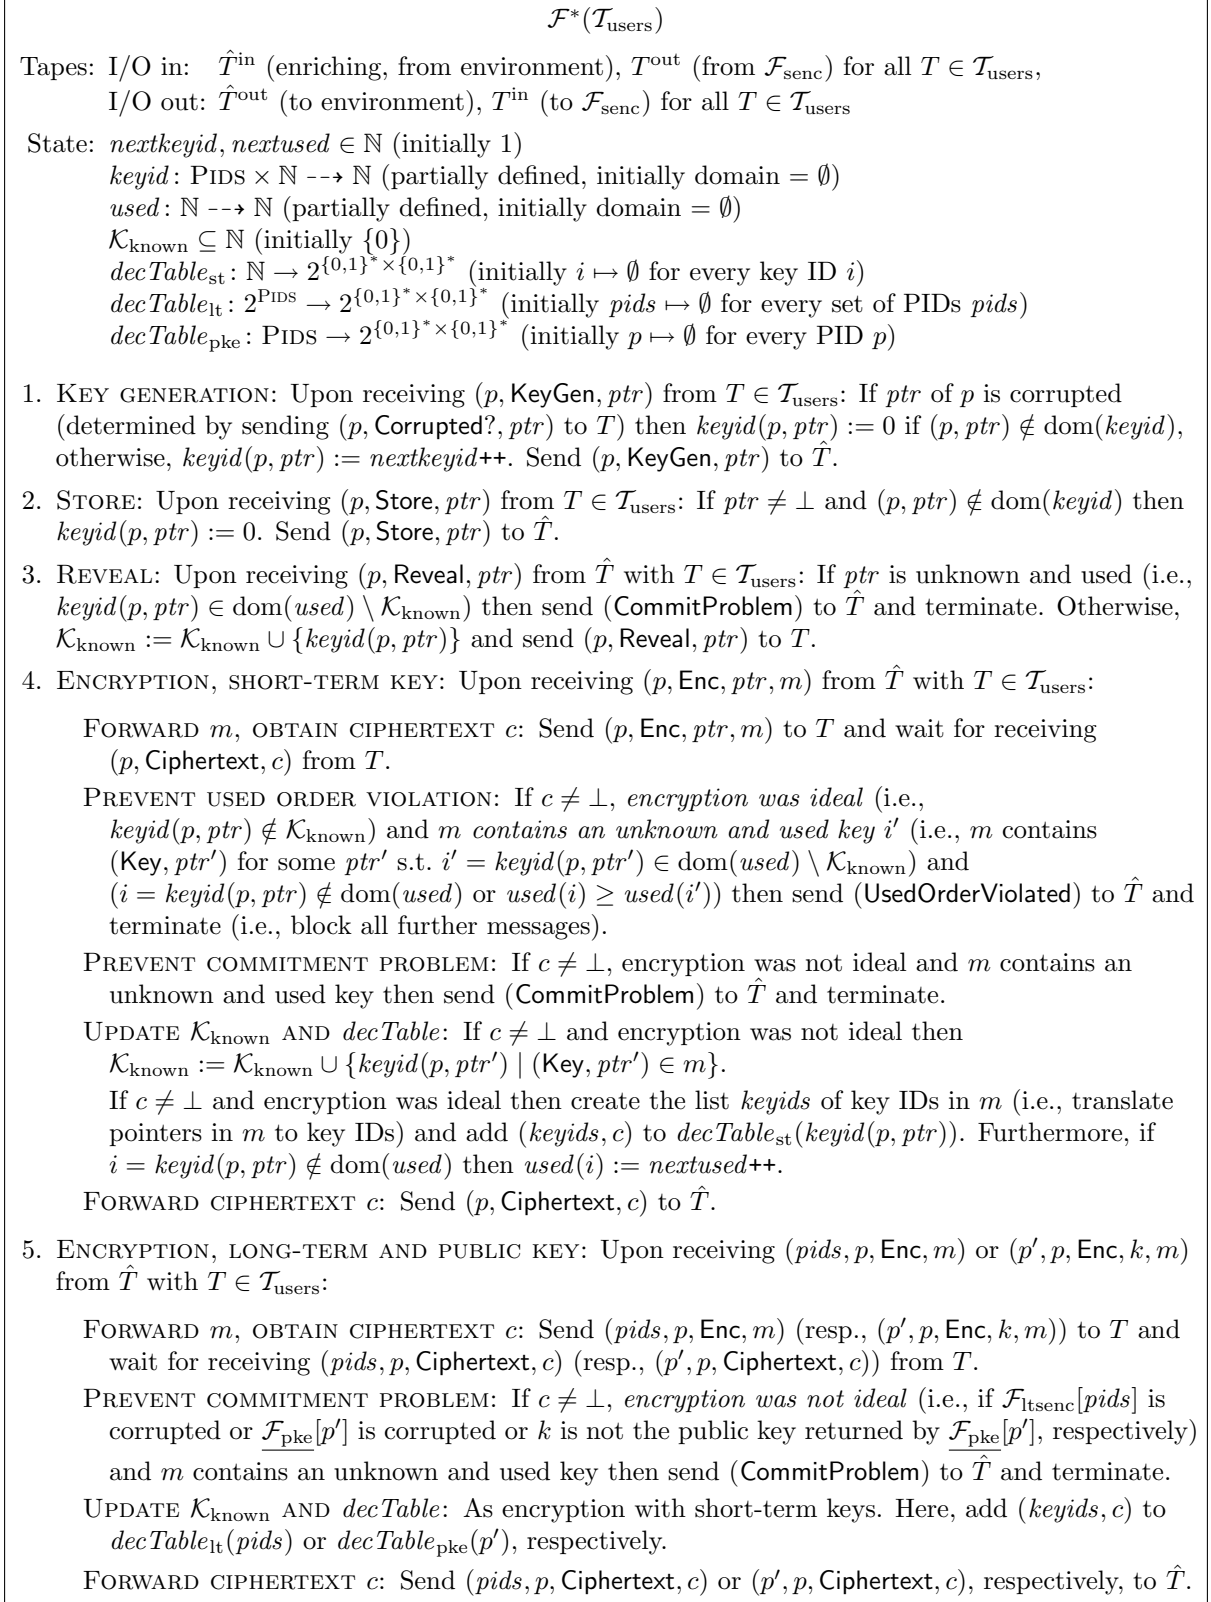 𝓕*(𝒯_users)
Tapes: I/O in: T̂^in (enriching, from environment), T^out (from 𝓕_senc) for all T ∈ 𝒯_users,
I/O out: T̂^out (to environment), T^in (to 𝓕_senc) for all T ∈ 𝒯_users
State: nextkeyid, nextused ∈ ℕ (initially 1)
keyid: PIDS × ℕ ⇢ ℕ (partially defined, initially domain = ∅)
used: ℕ ⇢ ℕ (partially defined, initially domain = ∅)
𝒦_known ⊆ ℕ (initially {0})
decTable_st: ℕ → 2^{{0,1}* × {0,1}*} (initially i ↦ ∅ for every key ID i)
decTable_lt: 2^PIDS → 2^{{0,1}* × {0,1}*} (initially pids ↦ ∅ for every set of PIDs pids)
decTable_pke: PIDS → 2^{{0,1}* × {0,1}*} (initially p ↦ ∅ for every PID p)
1. KEY GENERATION: Upon receiving (p, KeyGen, ptr) from T ∈ 𝒯_users: If ptr of p is corrupted
(determined by sending (p, Corrupted?, ptr) to T) then keyid(p, ptr) := 0 if (p, ptr) ∉ dom(keyid),
otherwise, keyid(p, ptr) := nextkeyid++. Send (p, KeyGen, ptr) to T̂.
2. STORE: Upon receiving (p, Store, ptr) from T ∈ 𝒯_users: If ptr ≠ ⊥ and (p, ptr) ∉ dom(keyid) then
keyid(p, ptr) := 0. Send (p, Store, ptr) to T̂.
3. REVEAL: Upon receiving (p, Reveal, ptr) from T̂ with T ∈ 𝒯_users: If ptr is unknown and used (i.e.,
keyid(p, ptr) ∈ dom(used) \ 𝒦_known) then send (CommitProblem) to T̂ and terminate. Otherwise,
𝒦_known := 𝒦_known ∪ {keyid(p, ptr)} and send (p, Reveal, ptr) to T.
4. ENCRYPTION, SHORT-TERM KEY: Upon receiving (p, Enc, ptr, m) from T̂ with T ∈ 𝒯_users:
FORWARD m, OBTAIN CIPHERTEXT c: Send (p, Enc, ptr, m) to T and wait for receiving
(p, Ciphertext, c) from T.
PREVENT USED ORDER VIOLATION: If c ≠ ⊥, encryption was ideal (i.e.,
keyid(p, ptr) ∉ 𝒦_known) and m contains an unknown and used key i′ (i.e., m contains
(Key, ptr′) for some ptr′ s.t. i′ = keyid(p, ptr′) ∈ dom(used) \ 𝒦_known) and
(i = keyid(p, ptr) ∉ dom(used) or used(i) ≥ used(i′)) then send (UsedOrderViolated) to T̂ and
terminate (i.e., block all further messages).
PREVENT COMMITMENT PROBLEM: If c ≠ ⊥, encryption was not ideal and m contains an
unknown and used key then send (CommitProblem) to T̂ and terminate.
UPDATE 𝒦_known AND decTable: If c ≠ ⊥ and encryption was not ideal then
𝒦_known := 𝒦_known ∪ {keyid(p, ptr′) | (Key, ptr′) ∈ m}.
If c ≠ ⊥ and encryption was ideal then create the list keyids of key IDs in m (i.e., translate
pointers in m to key IDs) and add (keyids, c) to decTable_st(keyid(p, ptr)). Furthermore, if
i = keyid(p, ptr) ∉ dom(used) then used(i) := nextused++.
FORWARD CIPHERTEXT c: Send (p, Ciphertext, c) to T̂.
5. ENCRYPTION, LONG-TERM AND PUBLIC KEY: Upon receiving (pids, p, Enc, m) or (p′, p, Enc, k, m)
from T̂ with T ∈ 𝒯_users:
FORWARD m, OBTAIN CIPHERTEXT c: Send (pids, p, Enc, m) (resp., (p′, p, Enc, k, m)) to T and
wait for receiving (pids, p, Ciphertext, c) (resp., (p′, p, Ciphertext, c)) from T.
PREVENT COMMITMENT PROBLEM: If c ≠ ⊥, encryption was not ideal (i.e., if 𝓕_ltsenc[pids] is
corrupted or 𝓕_pke[p′] is corrupted or k is not the public key returned by 𝓕_pke[p′], respectively)
and m contains an unknown and used key then send (CommitProblem) to T̂ and terminate.
UPDATE 𝒦_known AND decTable: As encryption with short-term keys. Here, add (keyids, c) to
decTable_lt(pids) or decTable_pke(p′), respectively.
FORWARD CIPHERTEXT c: Send (pids, p, Ciphertext, c) or (p′, p, Ciphertext, c), respectively, to T̂.